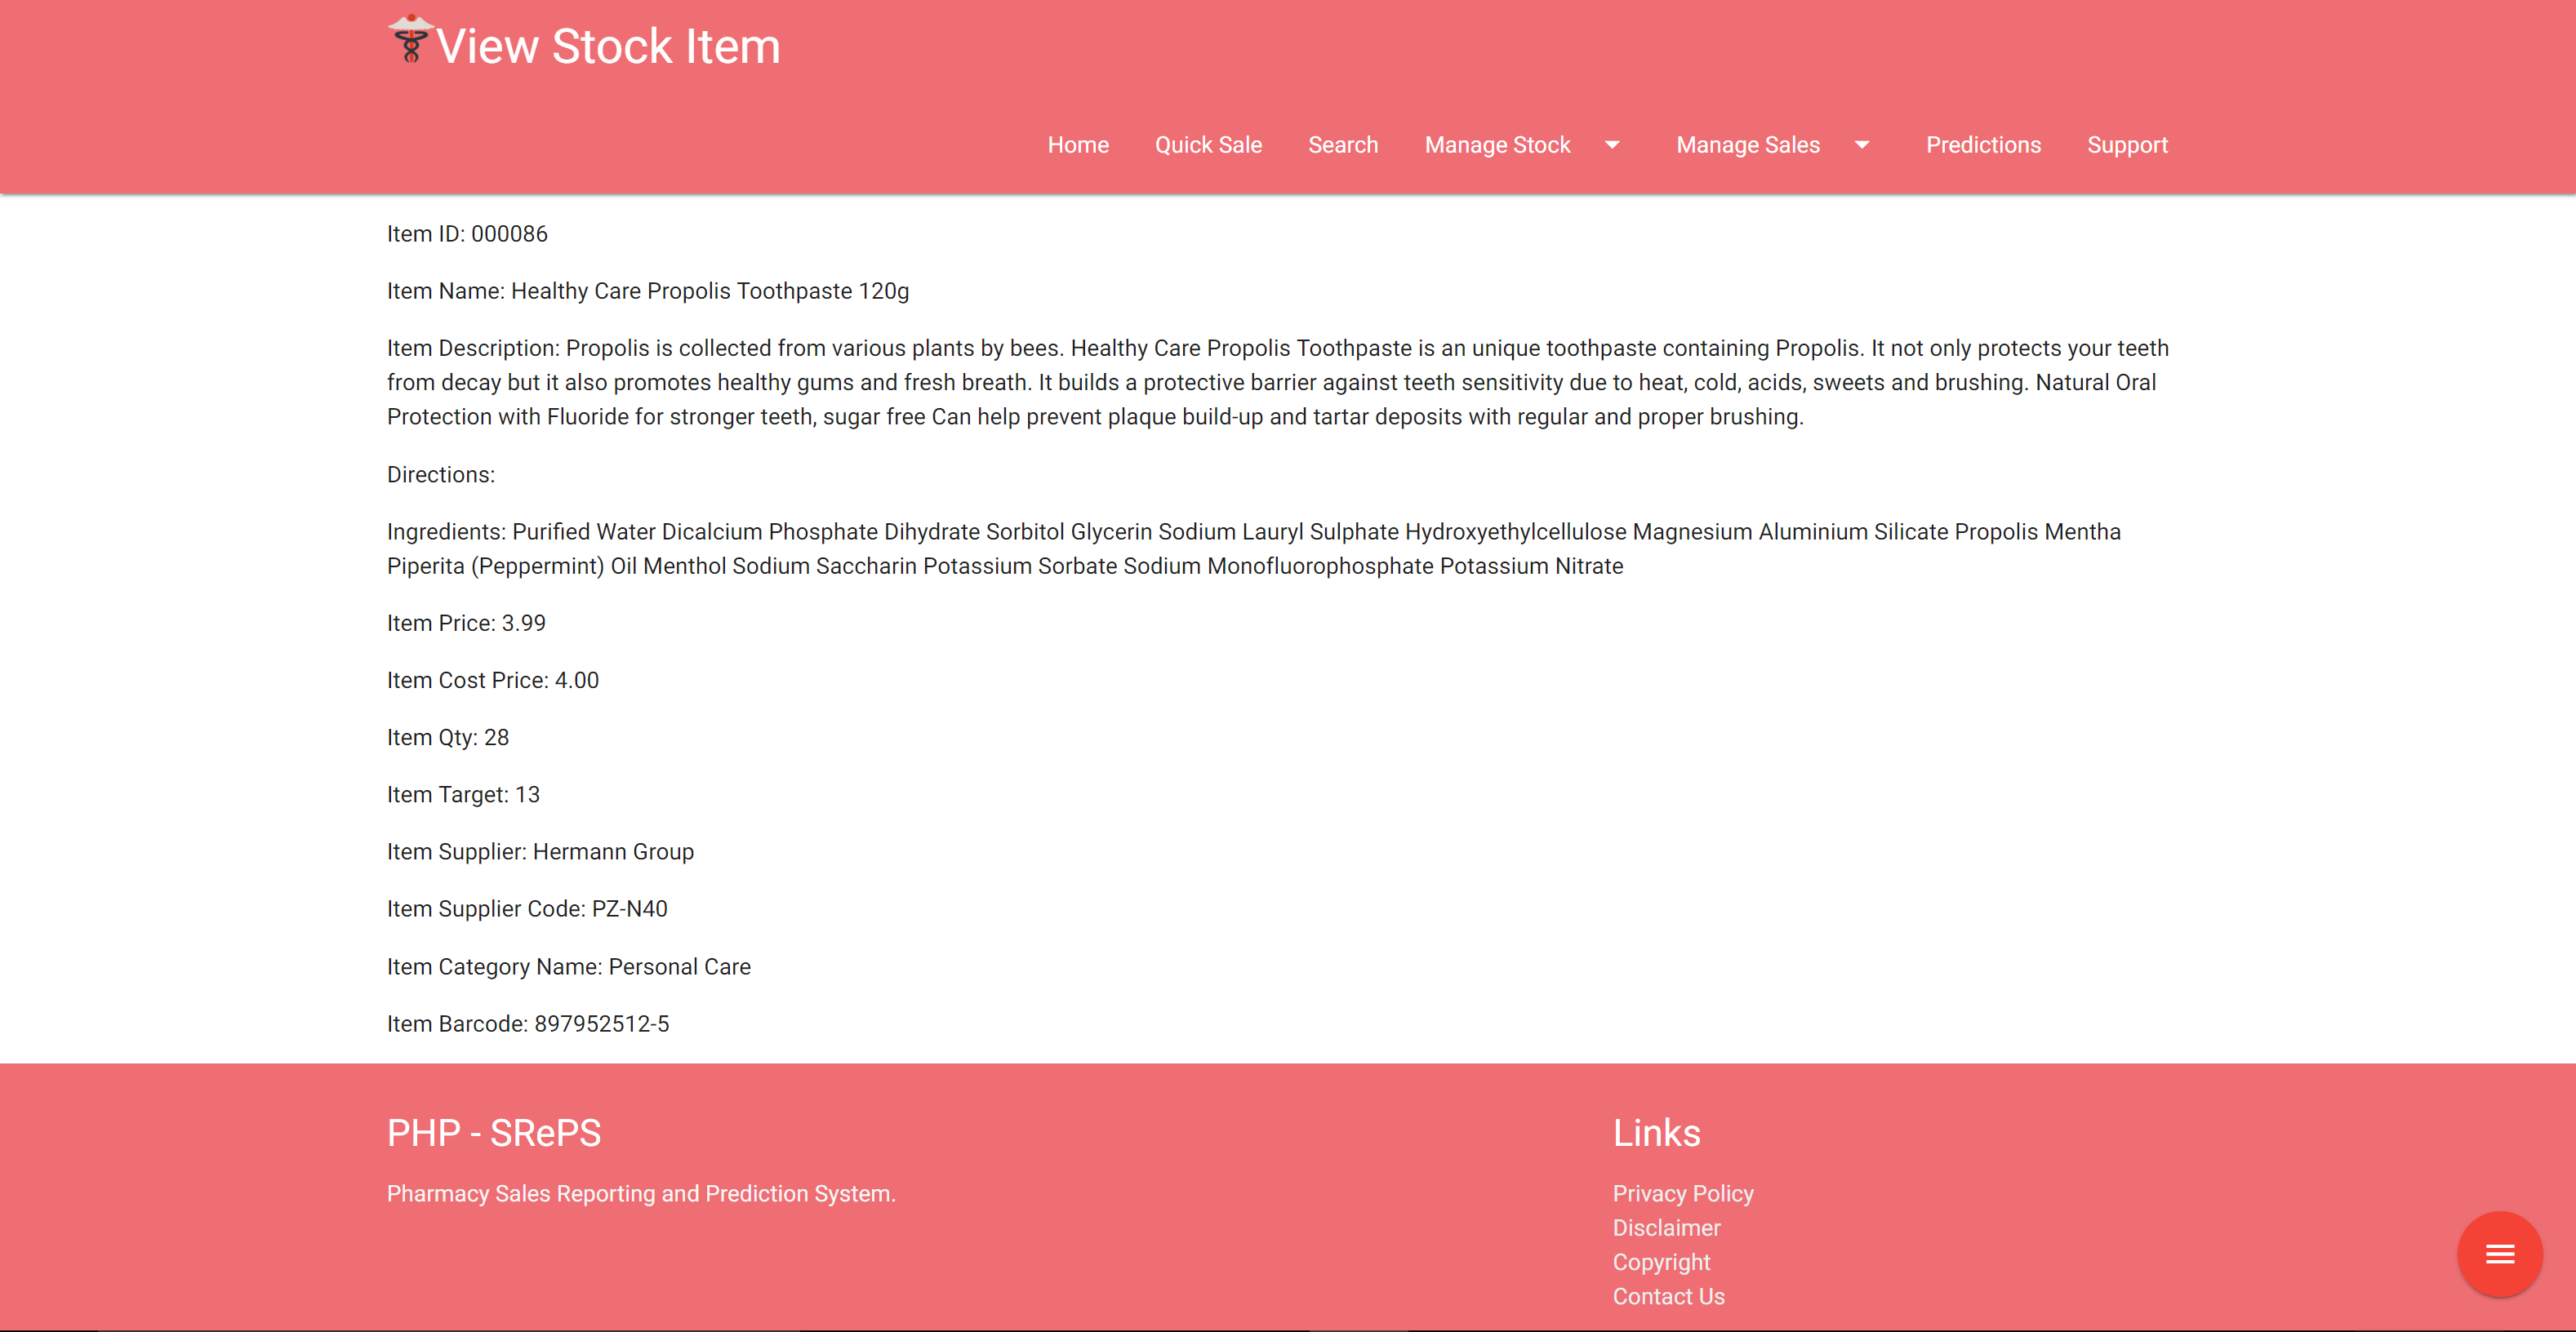 View Stock Item
Home Quick Sale Search Manage Stock Manage Sales Predictions Support
Item ID: 000086
Item Name: Healthy Care Propolis Toothpaste 120g
Item Description: Propolis is collected from various plants by bees. Healthy Care Propolis Toothpaste is an unique toothpaste containing Propolis. It not only protects your teeth
from decay but it also promotes healthy gums and fresh breath. It builds a protective barrier against teeth sensitivity due to heat, cold, acids, sweets and brushing. Natural Oral
Protection with Fluoride for stronger teeth, sugar free Can help prevent plaque build-up and tartar deposits with regular and proper brushing.
Directions:
Ingredients: Purified Water Dicalcium Phosphate Dihydrate Sorbitol Glycerin Sodium Lauryl Sulphate Hydroxyethylcellulose Magnesium Aluminium Silicate Propolis Mentha
Piperita (Peppermint) Oil Menthol Sodium Saccharin Potassium Sorbate Sodium Monofluorophosphate Potassium Nitrate
Item Price: 3.99
Item Cost Price: 4.00
Item Qty: 28
Item Target: 13
Item Supplier: Hermann Group
Item Supplier Code: PZ-N40
Item Category Name: Personal Care
Item Barcode: 897952512-5
PHP - SRePS
Pharmacy Sales Reporting and Prediction System.
Links
Privacy Policy
Disclaimer
Copyright
Contact Us